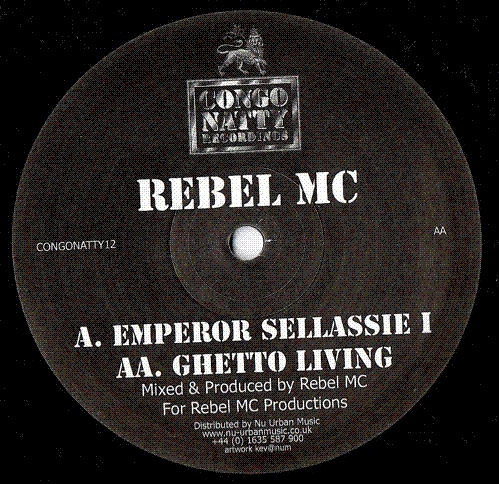 CONGO
NATTY
RECORDINGS
REBEL MC
CONGONATTY12
AA
A. EMPEROR SELLASSIE I
AA. GHETTO LIVING
Mixed & Produced by Rebel MC
For Rebel MC Productions
Distributed by Nu Urban Music
www.nu-urbanmusic.co.uk
+44 (0) 1635 587 900
artwork kev@num